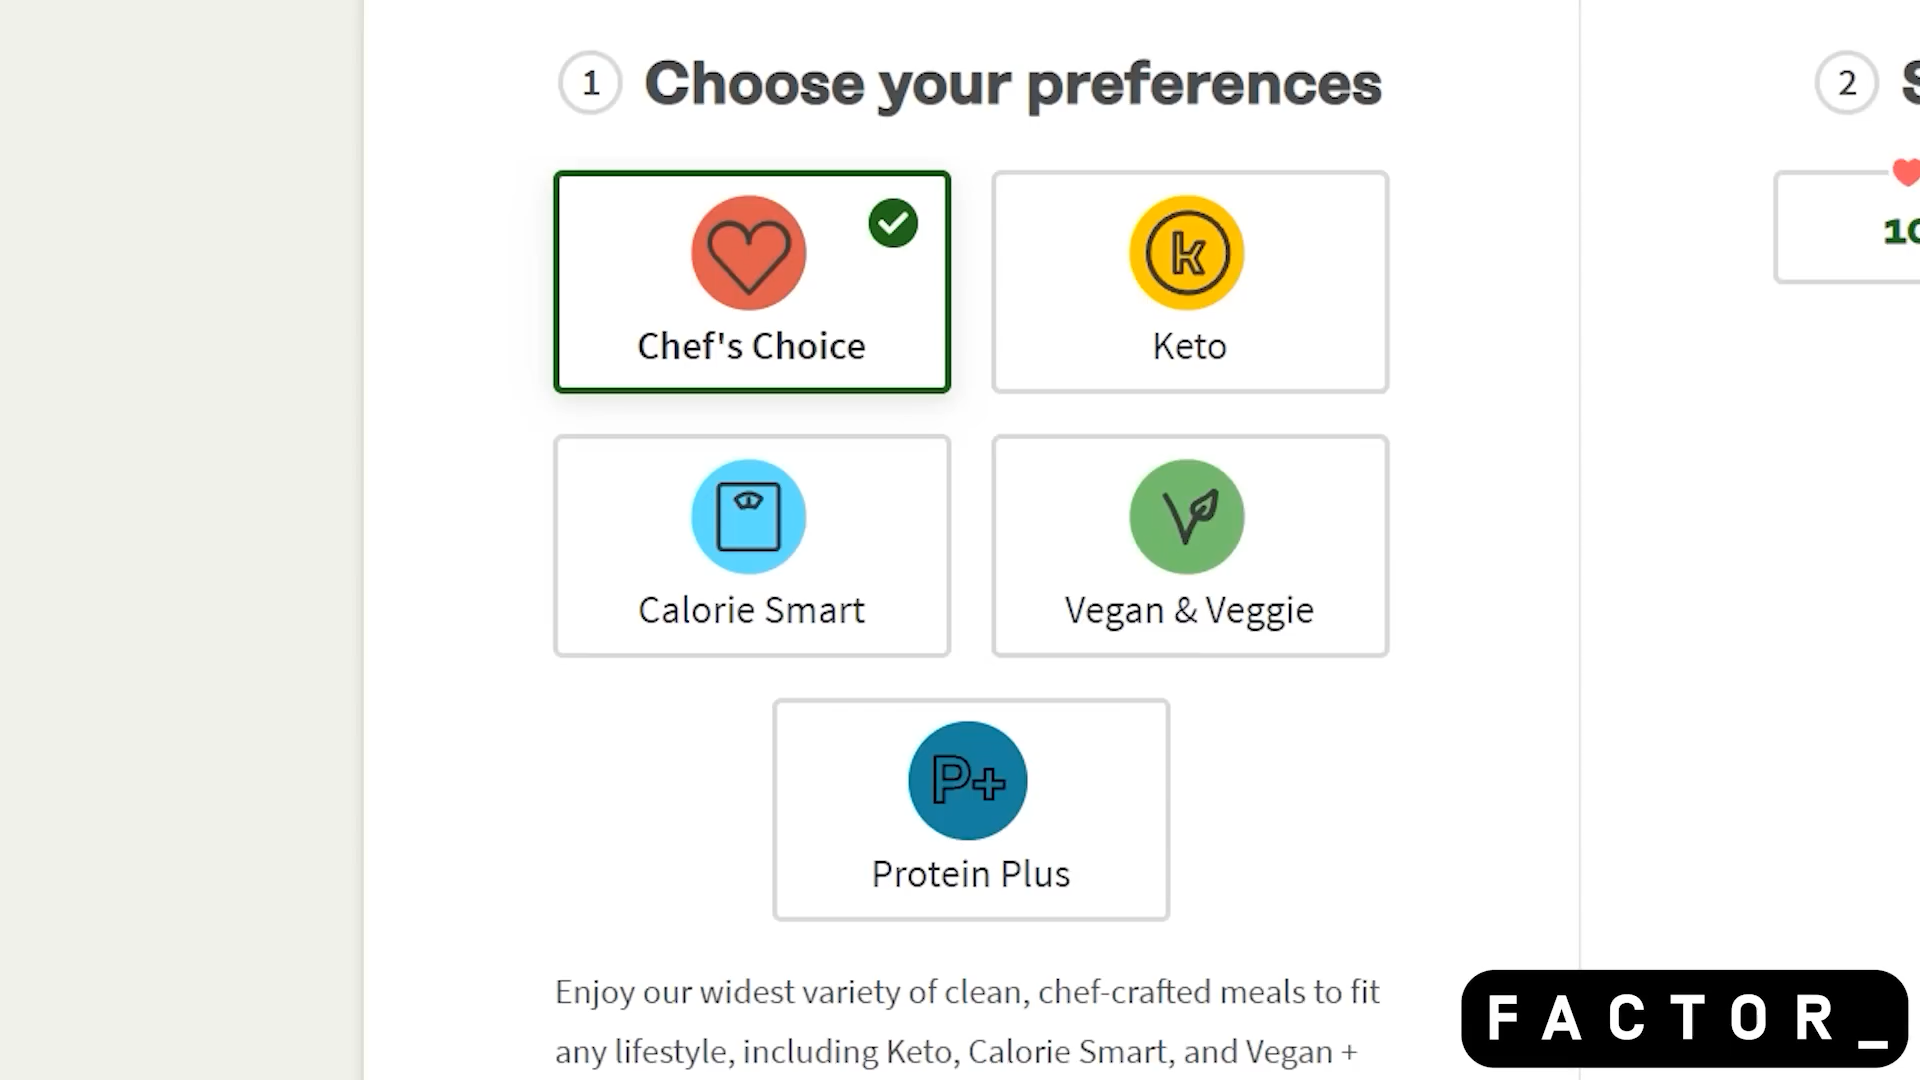 1 Choose your preferences
2
Chef's Choice
k
Keto
10
Calorie Smart
Vegan & Veggie
P+
Protein Plus
Enjoy our widest variety of clean, chef-crafted meals to fit
any lifestyle, including Keto, Calorie Smart, and Vegan +
FACTOR_